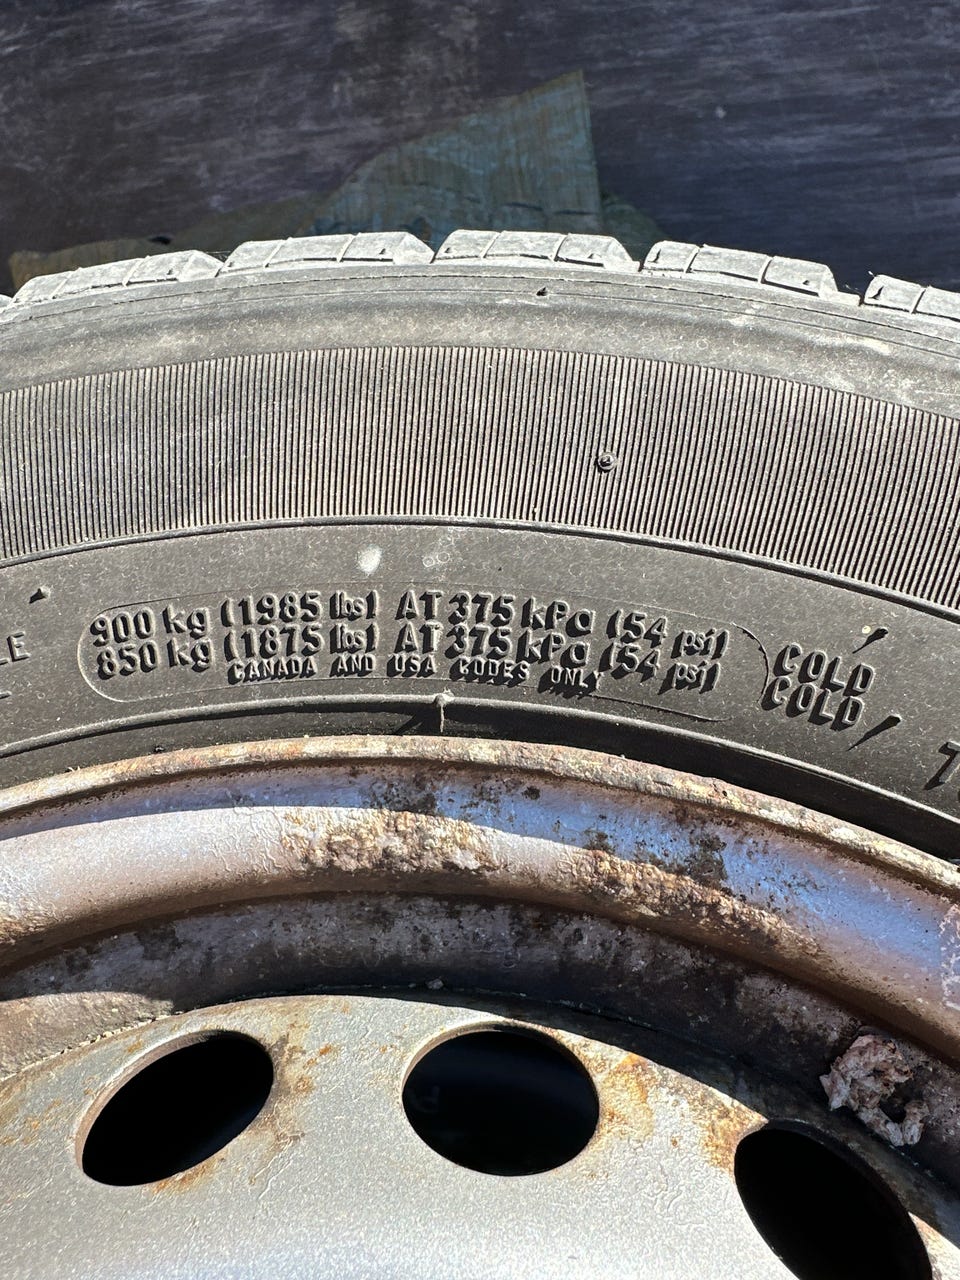 900 kg (1985 lbs) AT 375 kPa (54 psi) COLD
850 kg (1875 lbs) AT 375 kPa (54 psi) COLD
CANADA AND USA CODES ONLY